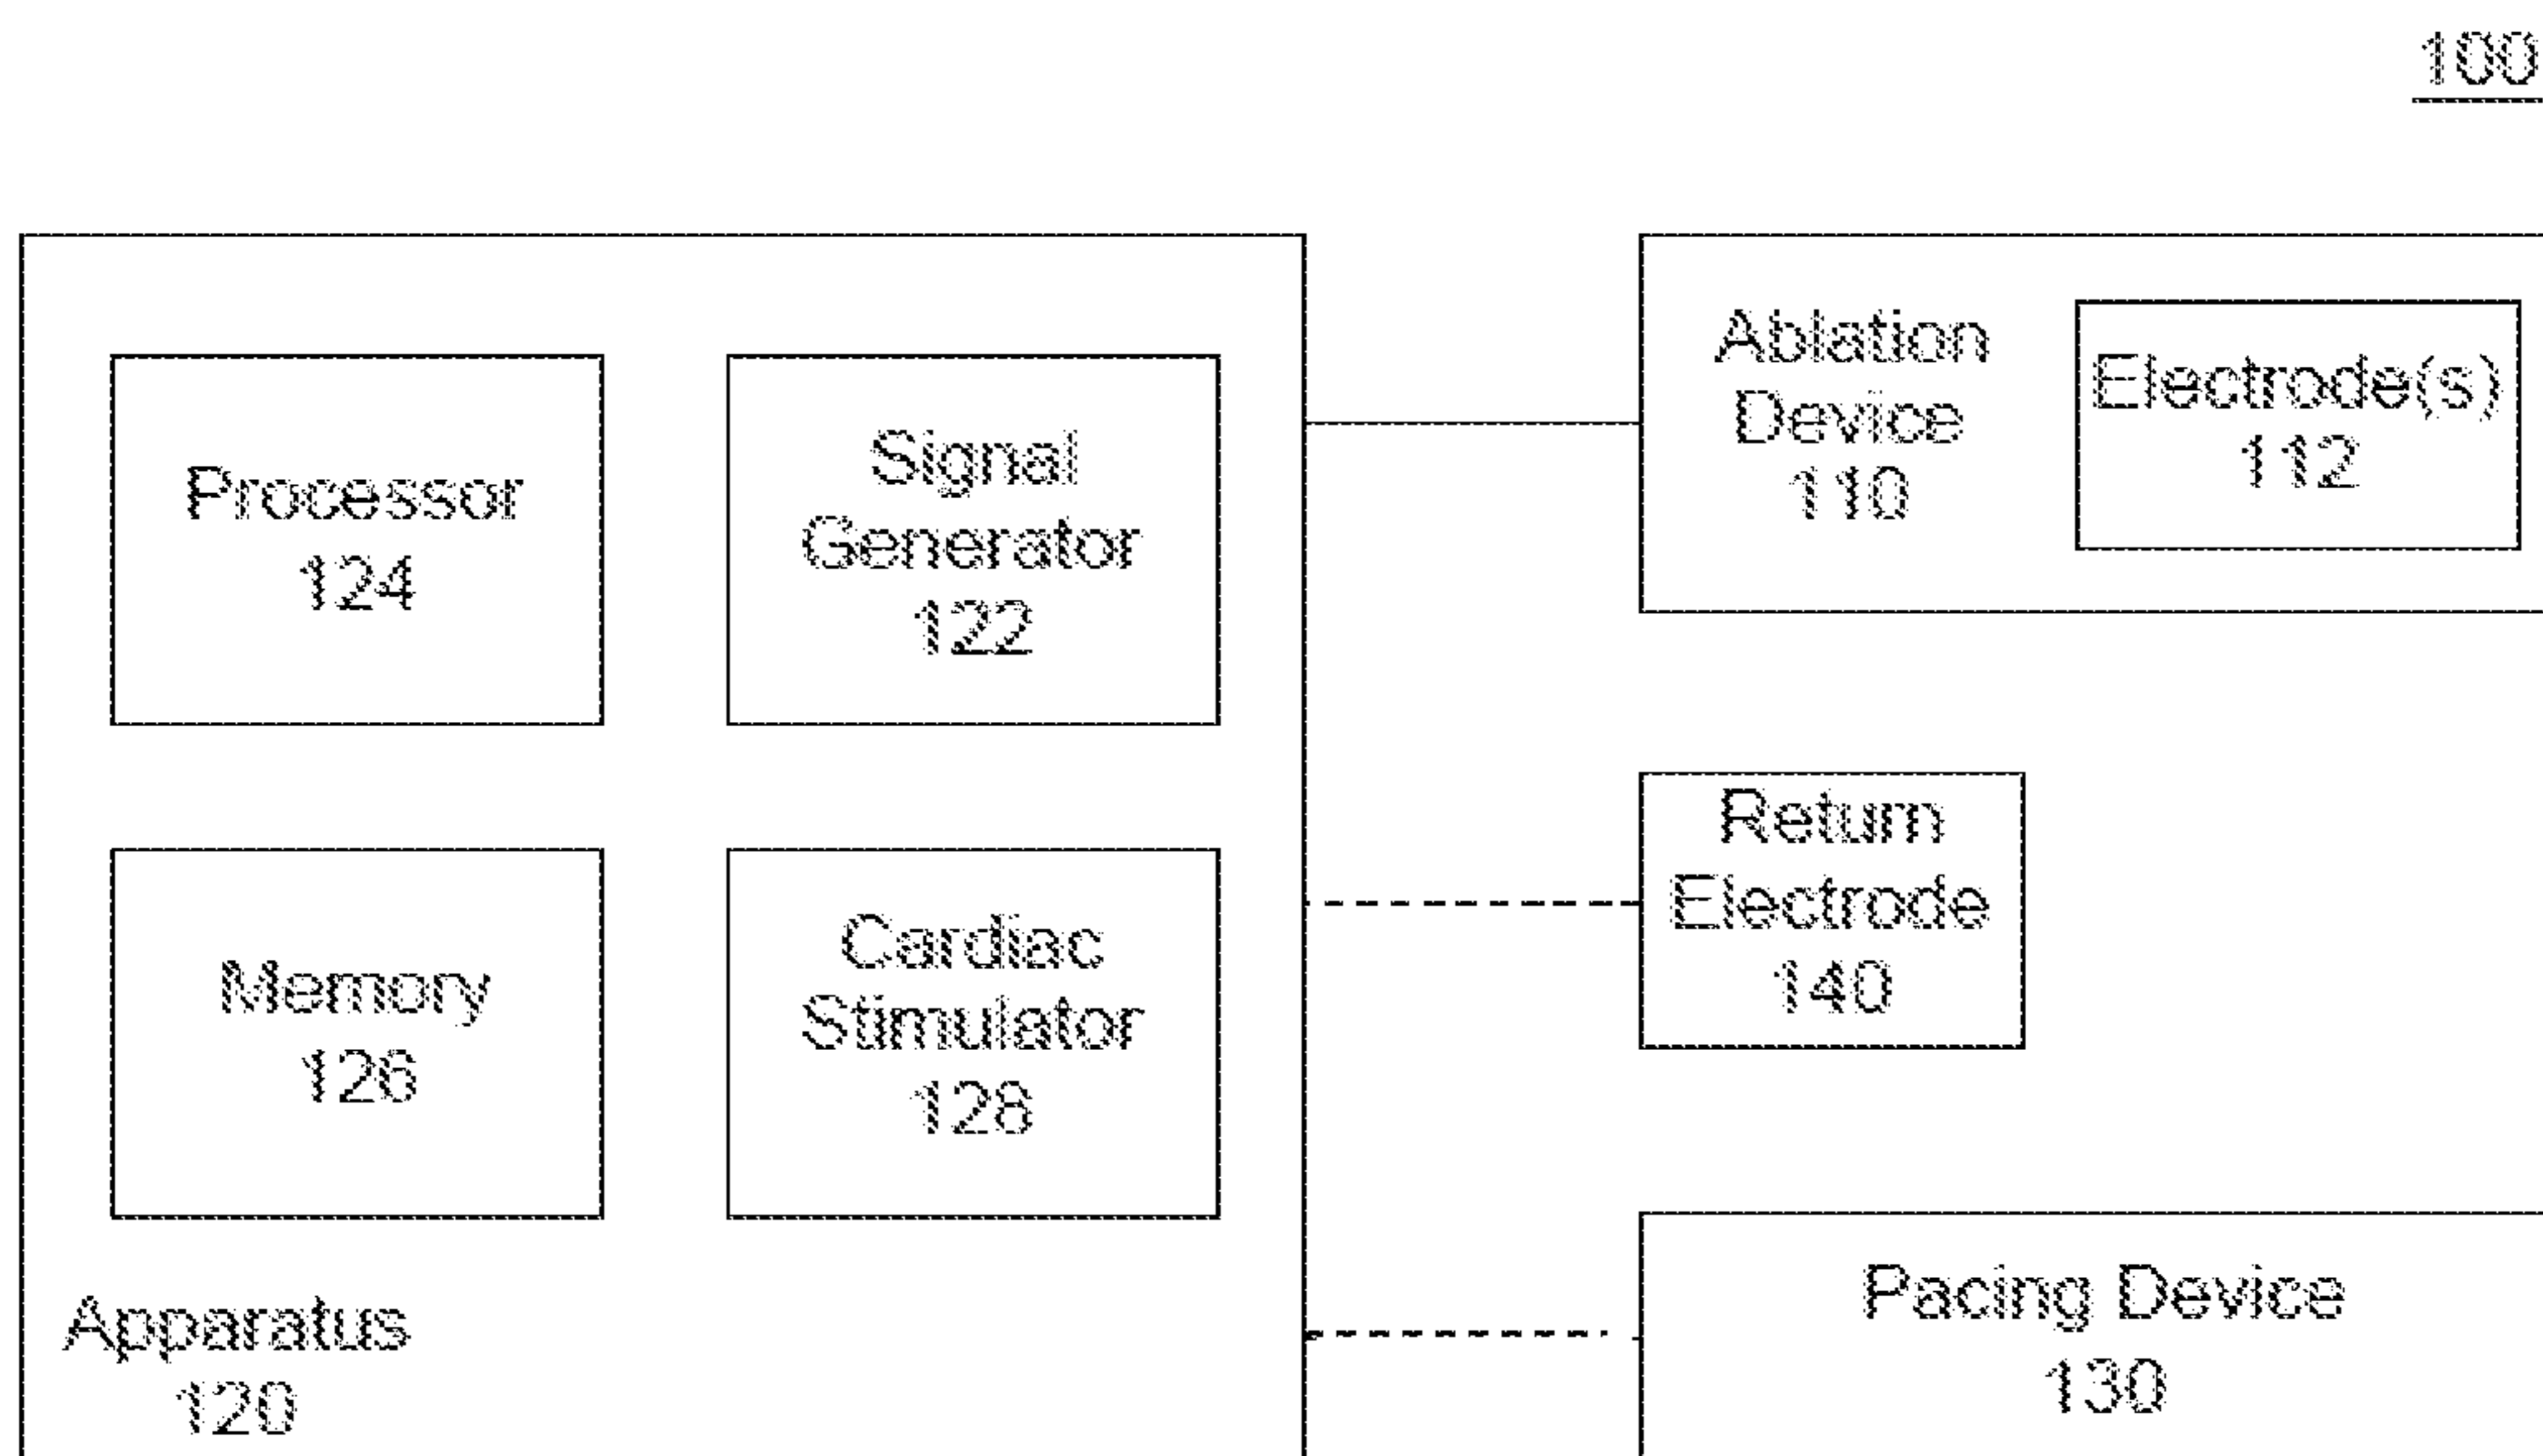 100
Processor
124
Signal
Generator
122
Memory
126
Cardiac
Stimulator
128
Apparatus
120
Ablation
Device
110
Electrode(s)
112
Return
Electrode
140
Pacing Device
130